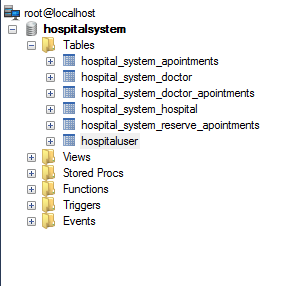 root@localhost
hospitalsystem
Tables
hospital_system_apointments
hospital_system_doctor
hospital_system_doctor_apointments
hospital_system_hospital
hospital_system_reserve_apointments
hospitaluser
Views
Stored Procs
Functions
Triggers
Events